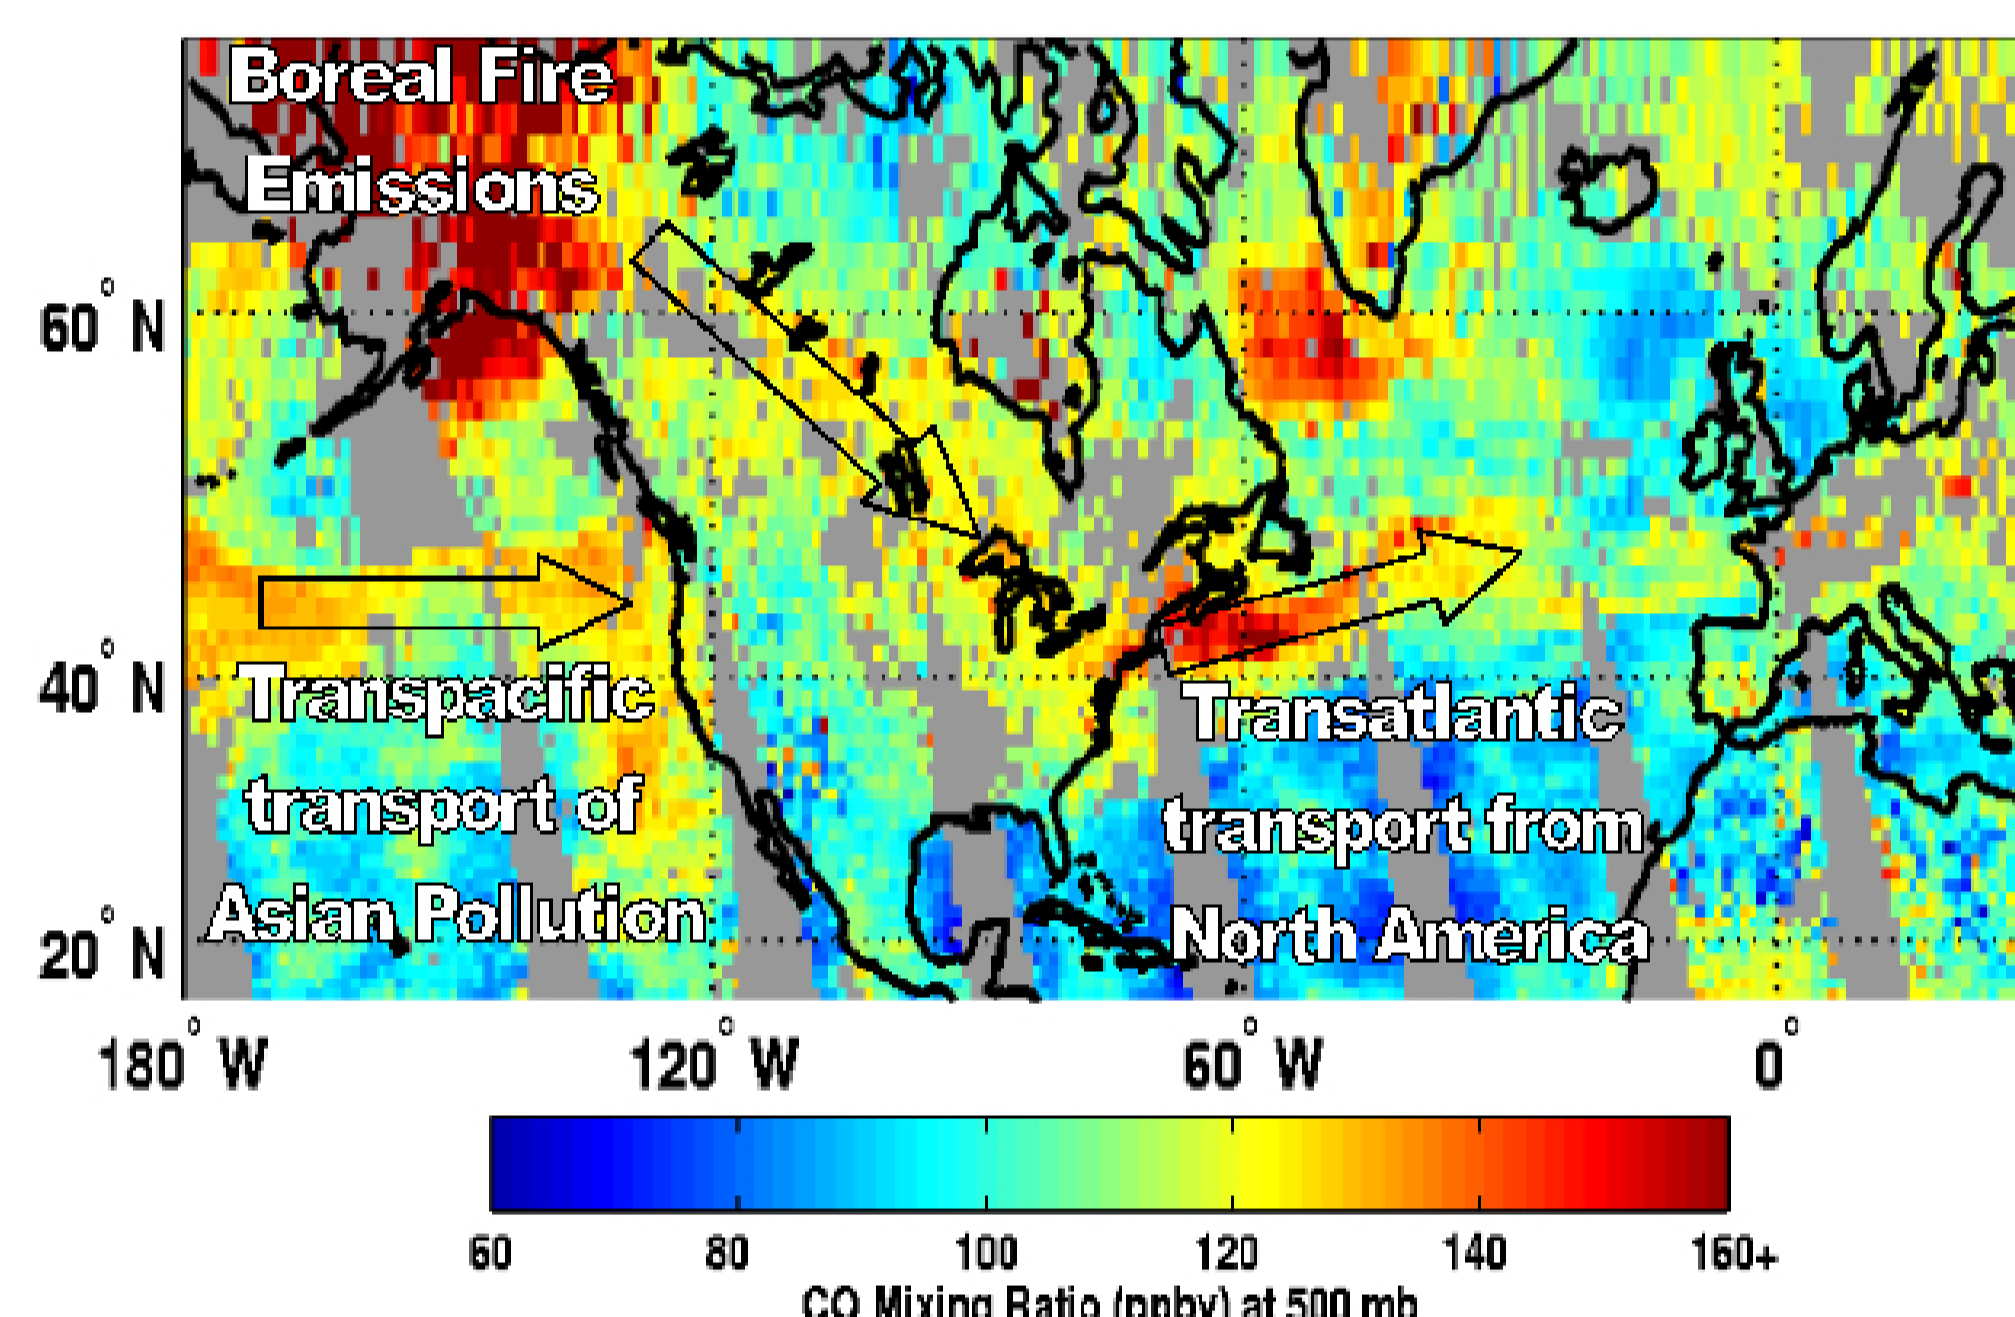 Boreal Fire
Emissions
60° N
40° N
20° N
Transpacific
transport of
Asian Pollution
Transatlantic
transport from
North America
180° W
120° W
60° W
0°
60
80
100
120
140
160+
CO Mixing Ratio (ppbv) at 500 mb